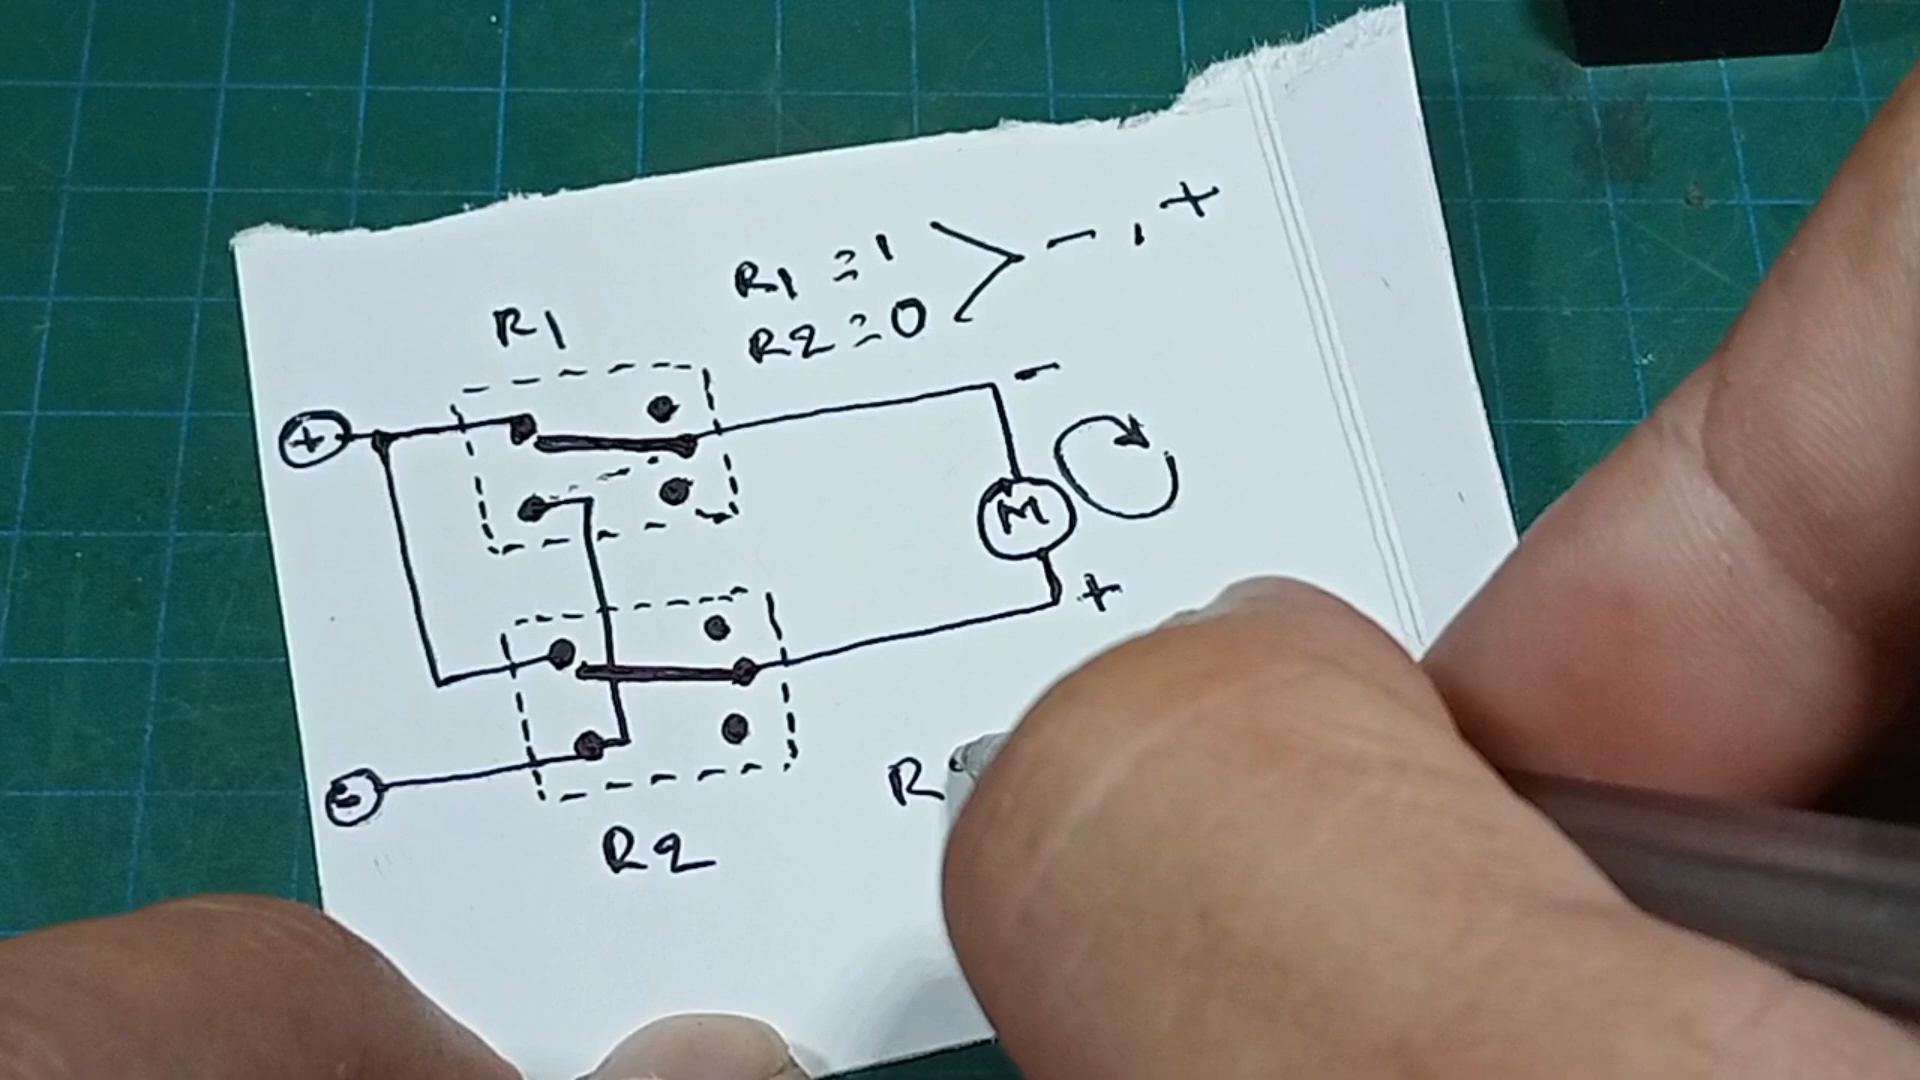 R1 = 1
R2 = 0
- , +
R1
+
-
M
+
-
R2
R